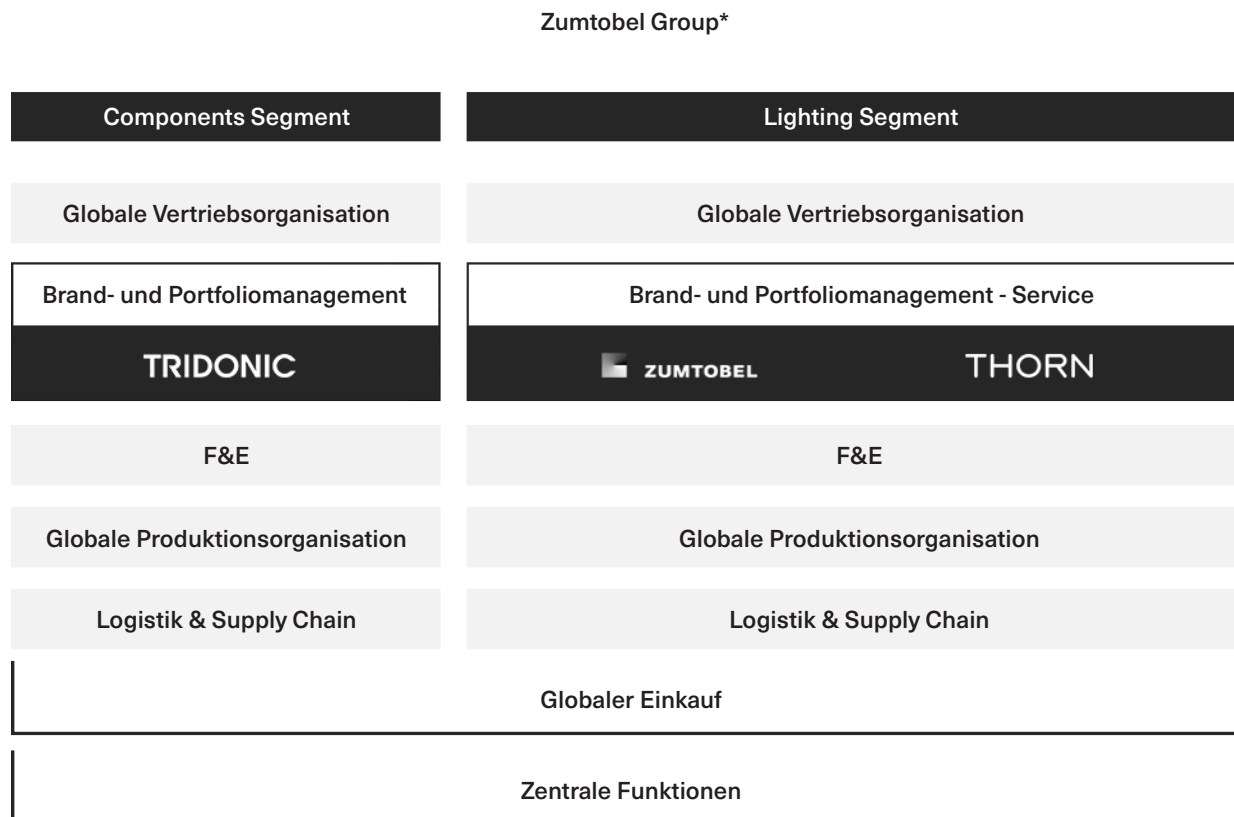 Zumtobel Group*
Components Segment
Lighting Segment
Globale Vertriebsorganisation
Globale Vertriebsorganisation
Brand- und Portfoliomanagement
Brand- und Portfoliomanagement - Service
TRIDONIC
ZUMTOBEL
THORN
F&E
F&E
Globale Produktionsorganisation
Globale Produktionsorganisation
Logistik & Supply Chain
Logistik & Supply Chain
Globaler Einkauf
Zentrale Funktionen